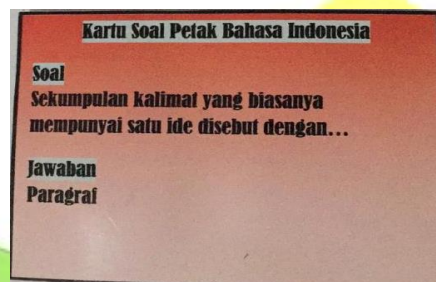 Kartu Soal Petak Bahasa Indonesia
Soal
Sekumpulan kalimat yang biasanya
mempunyai satu ide disebut dengan...
Jawaban
Paragraf